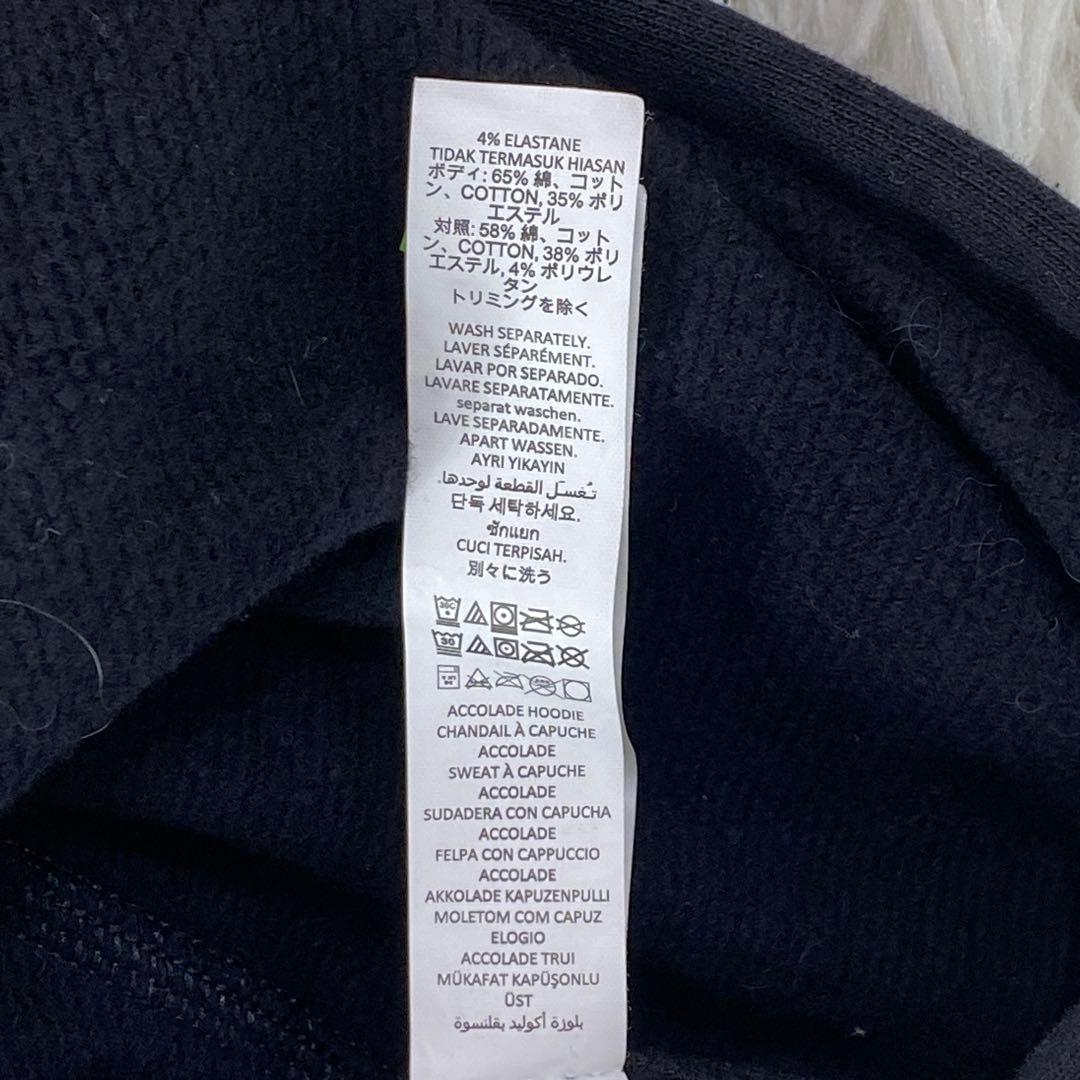 4% ELASTANE
TIDAK TERMASUK HIASAN
ボディ: 65% 綿、コット
ン、COTTON, 35% ポリ
エステル
対照: 58% 綿、コット
ン、COTTON, 38% ポリ
エステル, 4% ポリウレ
タン
トリミングを除く
WASH SEPARATELY.
LAVER SÉPARÉMENT.
LAVAR POR SEPARADO.
LAVARE SEPARATAMENTE.
separat waschen.
LAVE SEPARADAMENTE.
APART WASSEN.
AYRI YIKAYIN
تُغسَل القطعة لوحدها.
단독 세탁하세요.
ซักแยก
CUCI TERPISAH.
別々に洗う
30C
30
ACCOLADE HOODIE
CHANDAIL À CAPUCHE
ACCOLADE
SWEAT À CAPUCHE
ACCOLADE
SUDADERA CON CAPUCHA
ACCOLADE
FELPA CON CAPPUCCIO
ACCOLADE
AKKOLADE KAPUZENPULLI
MOLETOM COM CAPUZ
ELOGIO
ACCOLADE TRUI
MÜKAFAT KAPÜŞONLU
ÜST
بلوزة أكوليد بقلنسوة